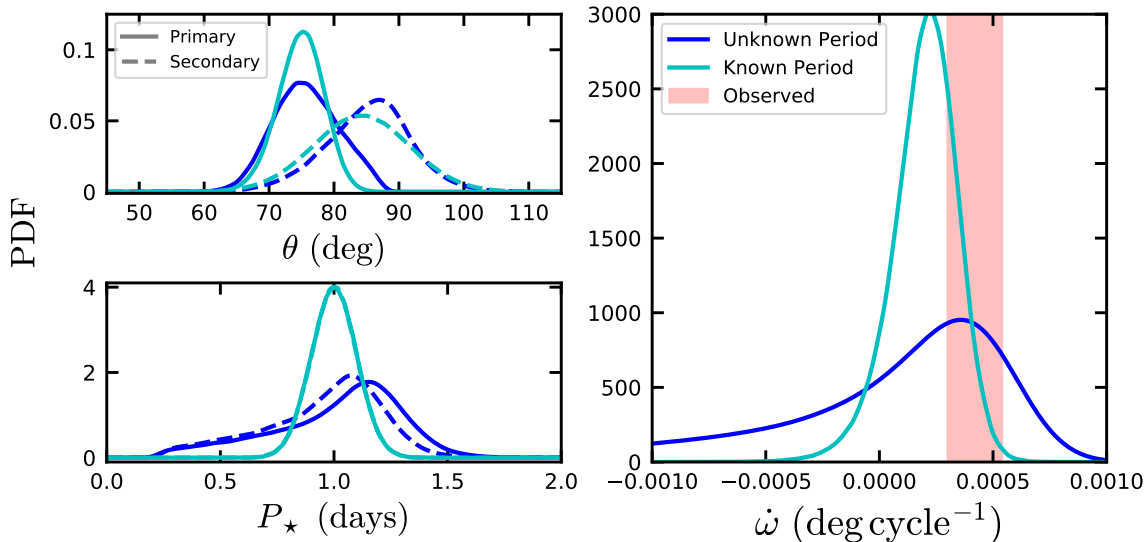 PDF
0.1
0.05
0
Primary
Secondary
50 60 70 80 90 100 110
θ (deg)
4
2
0
0.0 0.5 1.0 1.5 2.0
P⋆ (days)
3000
2500
2000
1500
1000
500
0
Unknown Period
Known Period
Observed
−0.0010 −0.0005 0.0000 0.0005 0.0010
ω̇ (deg cycle⁻¹)